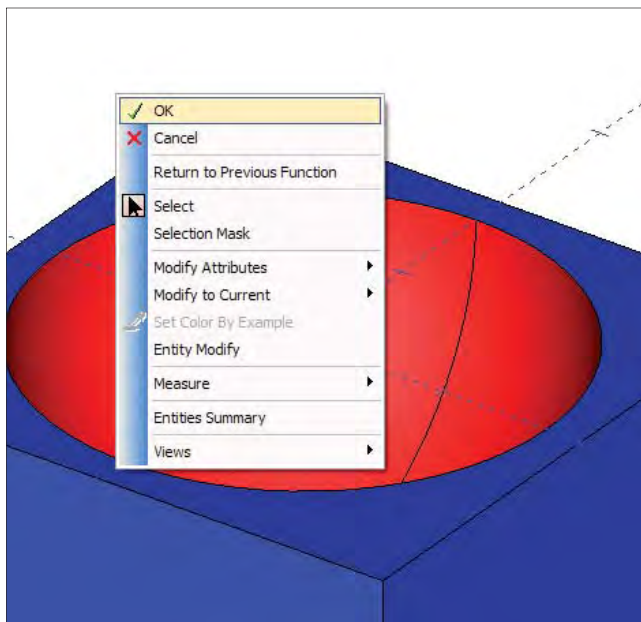 OK
Cancel
Return to Previous Function
Select
Selection Mask
Modify Attributes
Modify to Current
Set Color By Example
Entity Modify
Measure
Entities Summary
Views